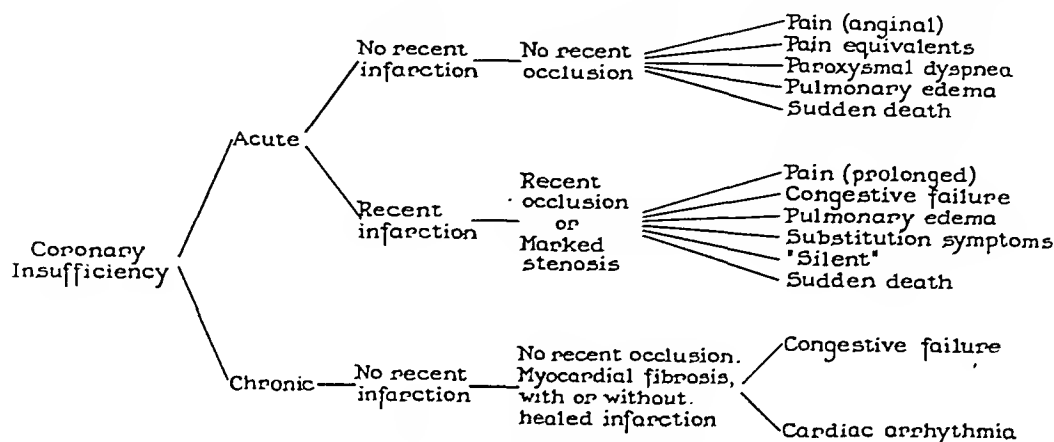 Coronary
Insufficiency
Acute
No recent
infarction
No recent
occlusion
Pain (anginal)
Pain equivalents
Paroxysmal dyspnea
Pulmonary edema
Sudden death
Recent
infarction
Recent
occlusion
or
Marked
stenosis
Pain (prolonged)
Congestive failure
Pulmonary edema
Substitution symptoms
"Silent"
Sudden death
Chronic
No recent
infarction
No recent occlusion.
Myocardial fibrosis,
with or without.
healed infarction
Congestive failure
Cardiac arrhythmia